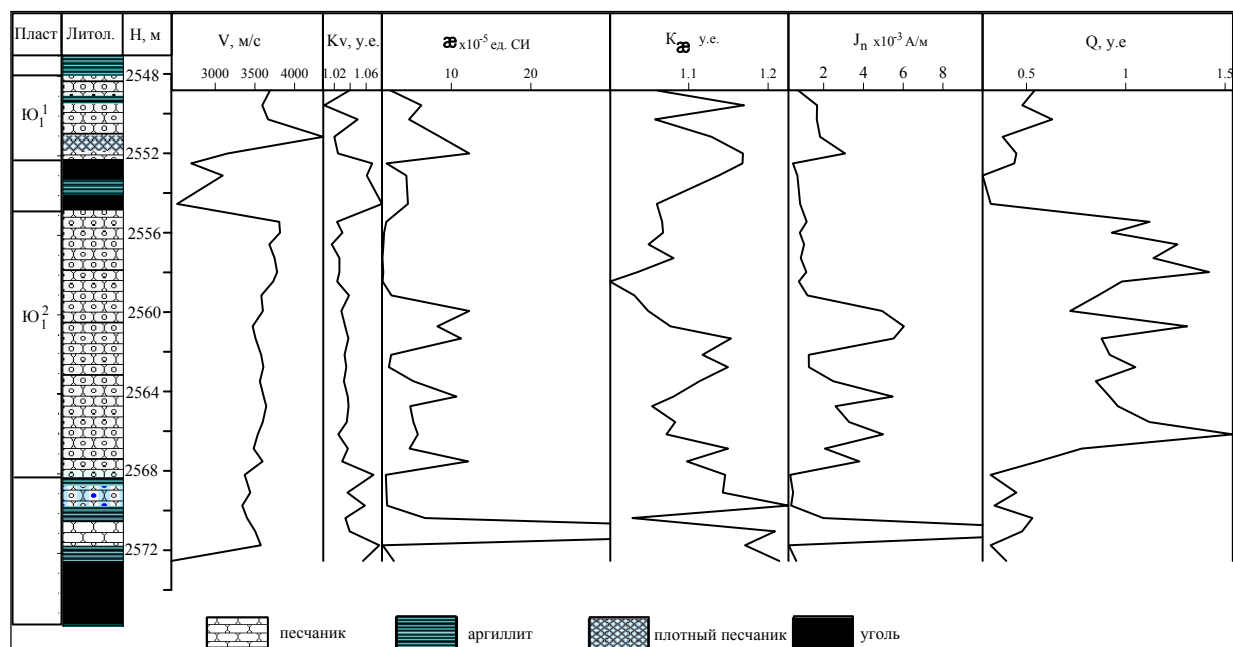 Пласт Литол. Н, м V, м/с Kv, у.е. æ x10⁻⁵ ед. СИ Kæ у.е. Jn x10⁻³ А/м Q, у.е
3000 3500 4000 1.02 1.06 10 20 1.1 1.2 2 4 6 8 0.5 1 1.5
2548
Ю₁¹
2552
2556
2560
Ю₁²
2564
2568
2572
песчаник аргиллит плотный песчаник уголь